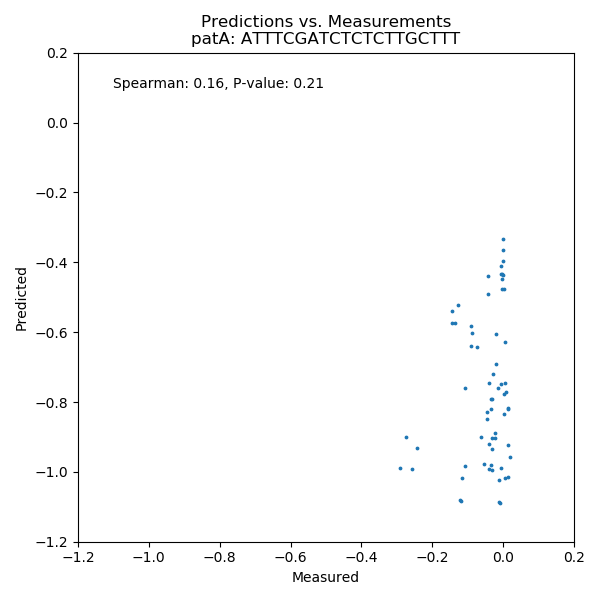 Predictions vs. Measurements
patA: ATTTCGATCTCTCTTGCTTT
Spearman: 0.16, P-value: 0.21
0.2
0.0
−0.2
−0.4
−0.6
−0.8
−1.0
−1.2
Predicted
−1.2 −1.0 −0.8 −0.6 −0.4 −0.2 0.0 0.2
Measured